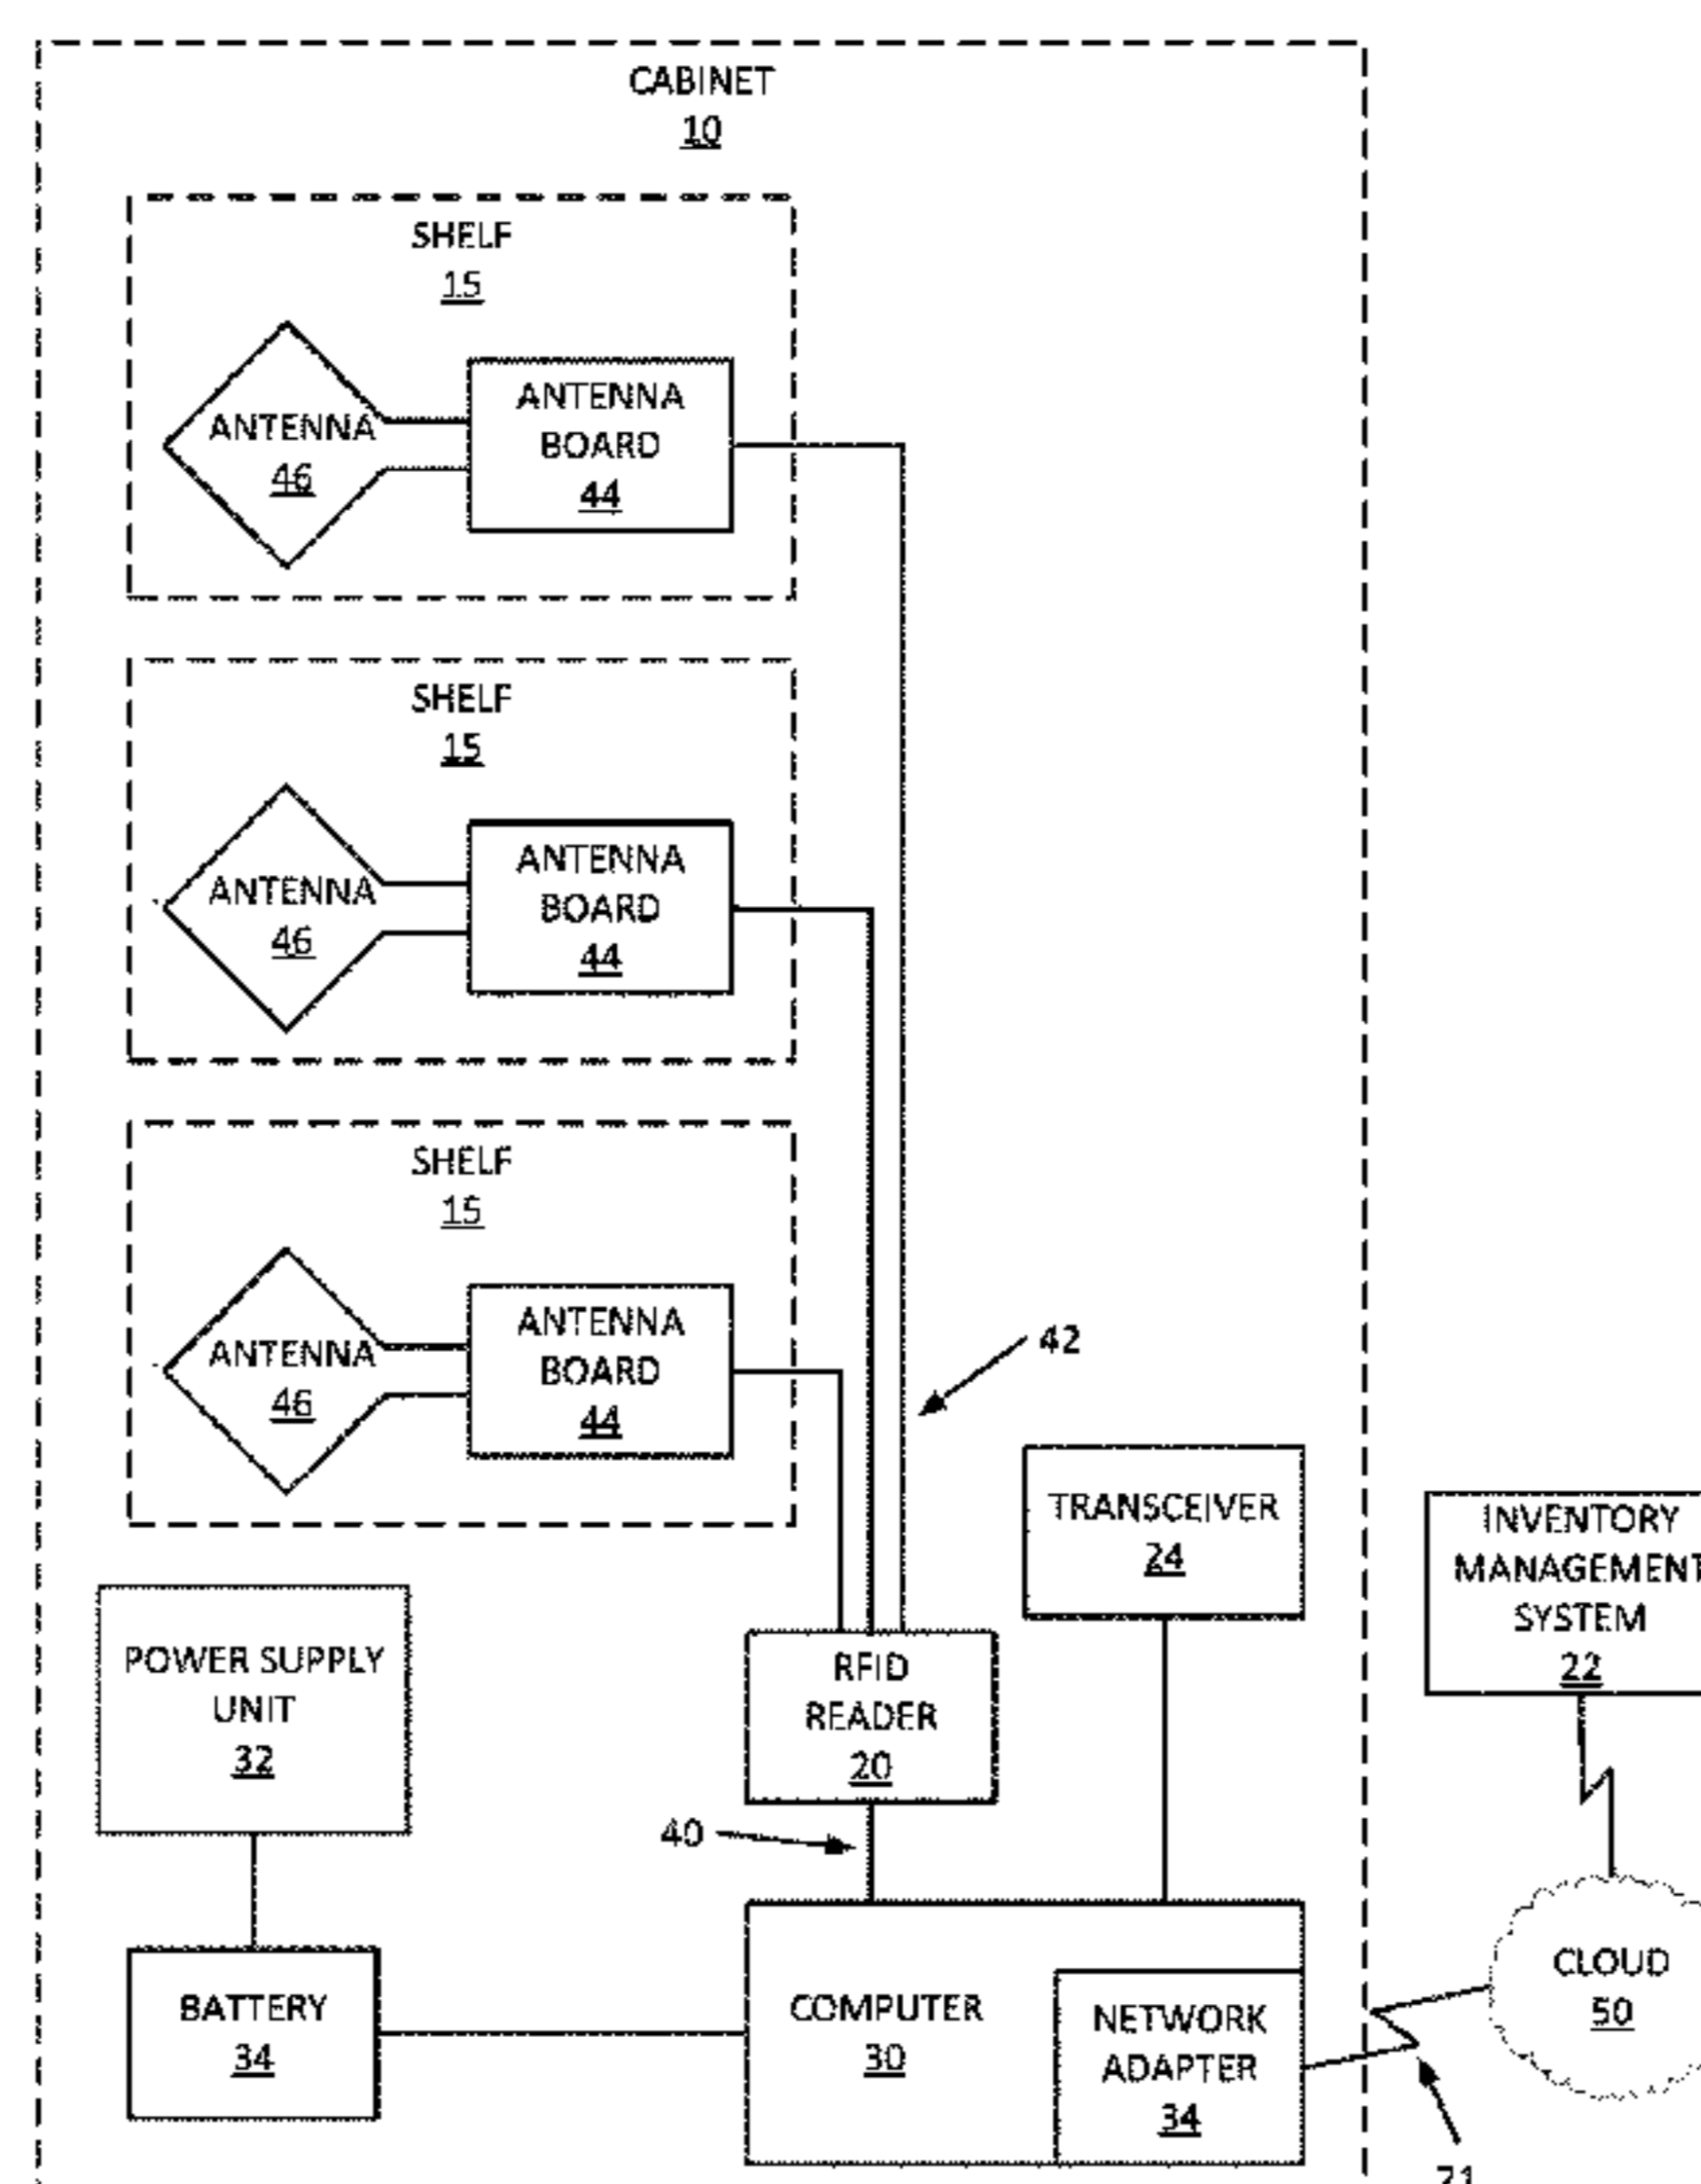 CABINET
10
SHELF
15
ANTENNA
46
ANTENNA
BOARD
44
SHELF
15
ANTENNA
46
ANTENNA
BOARD
44
SHELF
15
ANTENNA
46
ANTENNA
BOARD
44
42
TRANSCEIVER
24
INVENTORY
MANAGEMENT
SYSTEM
22
POWER SUPPLY
UNIT
32
RFID
READER
20
40
BATTERY
34
COMPUTER
30
NETWORK
ADAPTER
34
CLOUD
50
21